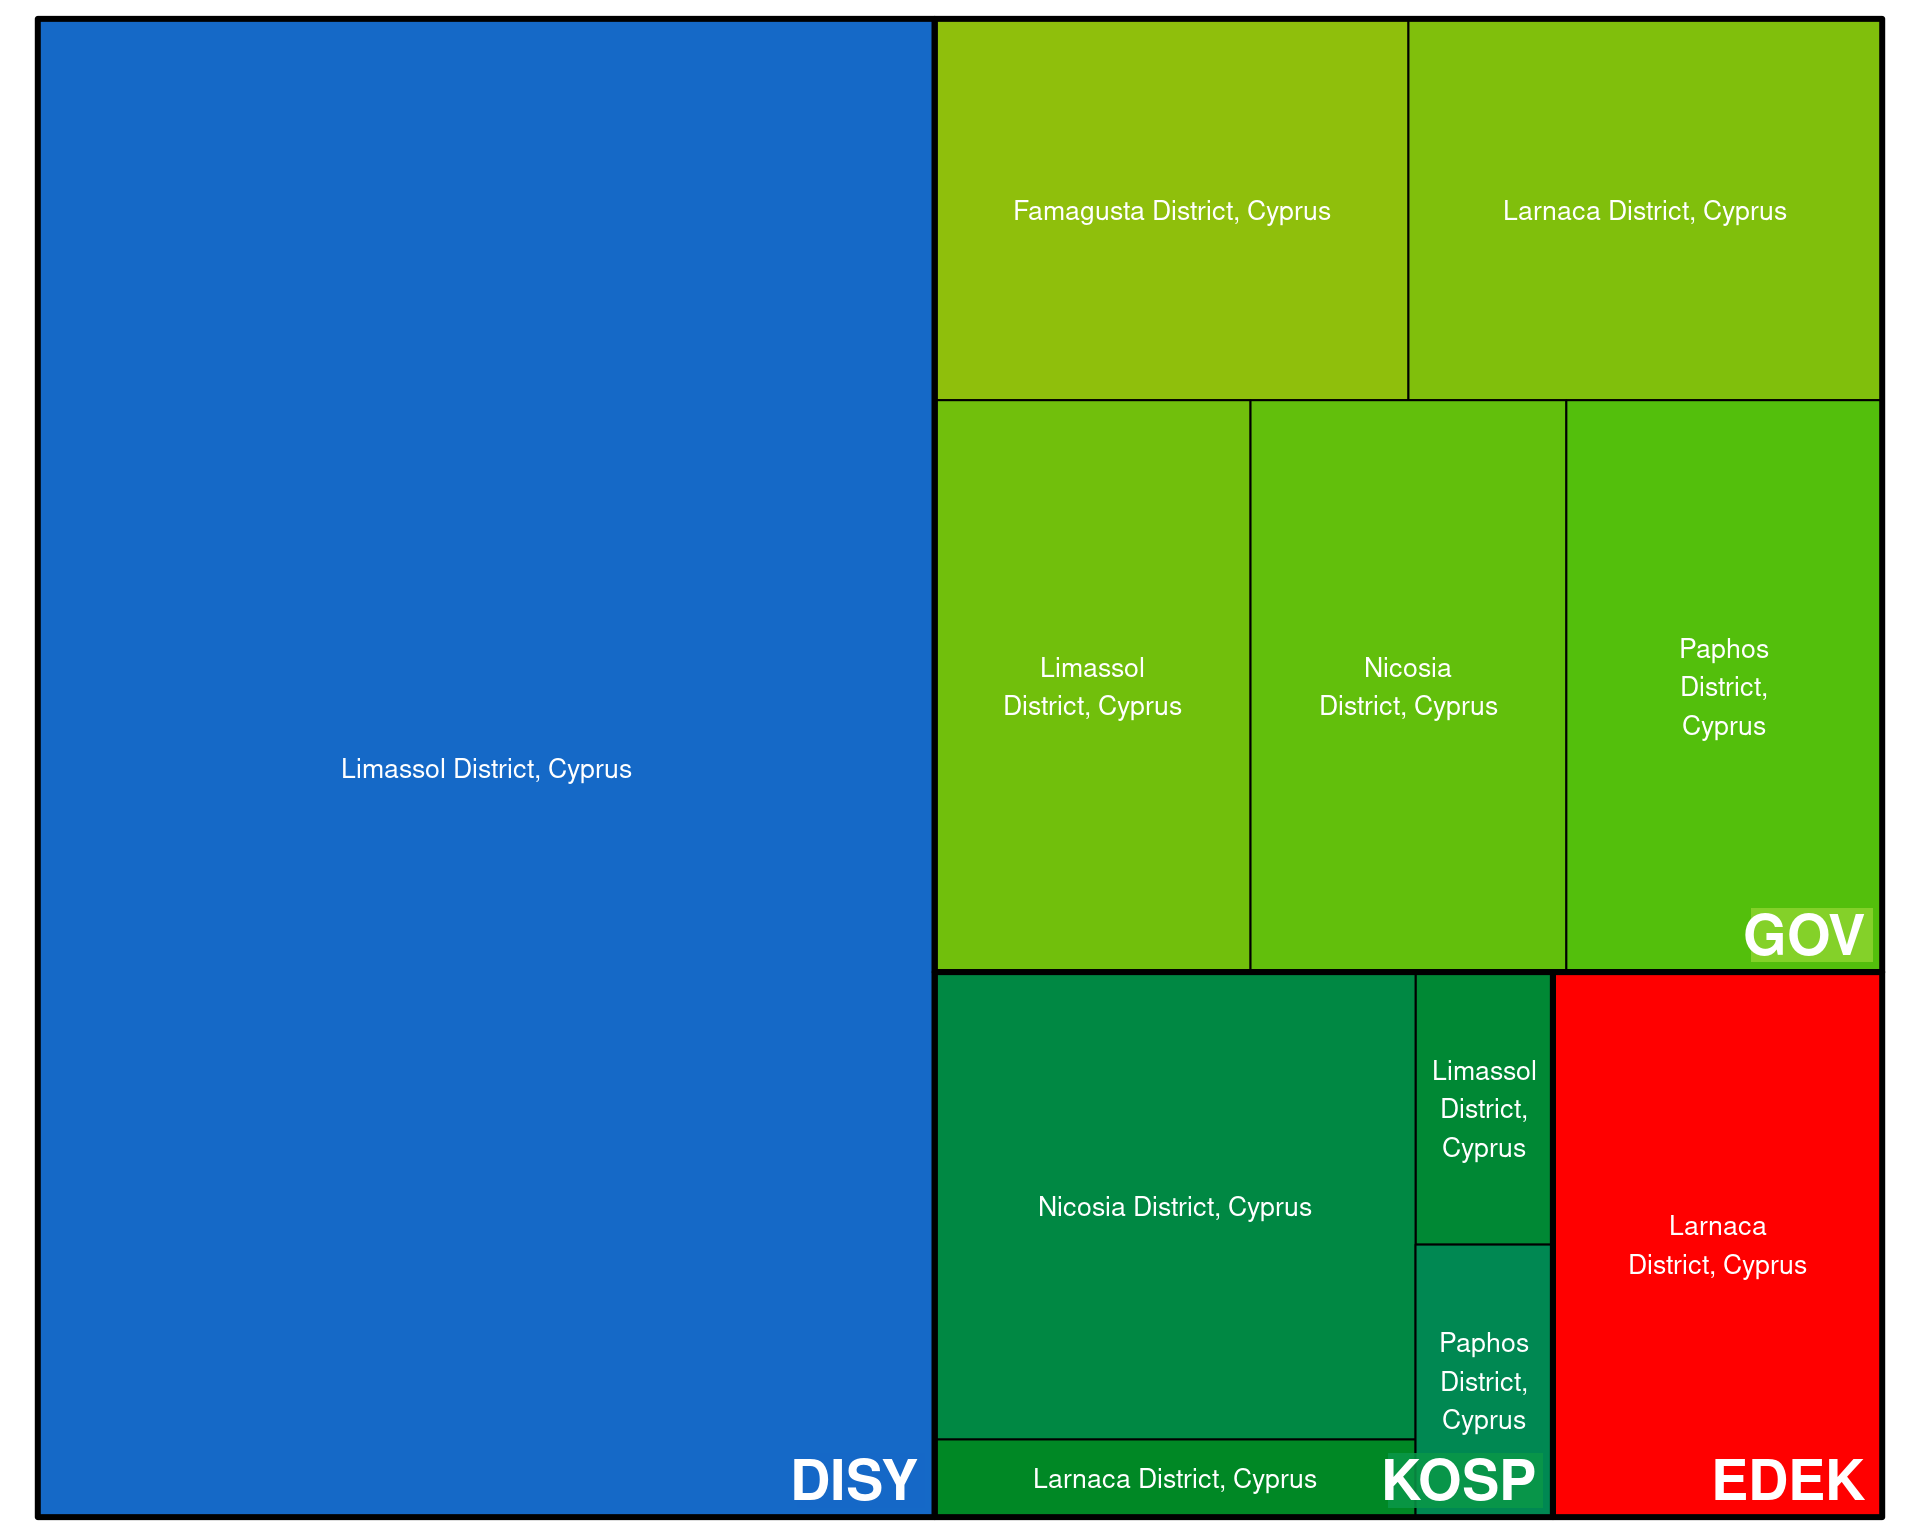 Limassol District, Cyprus
DISY
Famagusta District, Cyprus
Larnaca District, Cyprus
Limassol
District, Cyprus
Nicosia
District, Cyprus
Paphos
District,
Cyprus
GOV
Nicosia District, Cyprus
Limassol
District,
Cyprus
Paphos
District,
Cyprus
Larnaca District, Cyprus
KOSP
Larnaca
District, Cyprus
EDEK